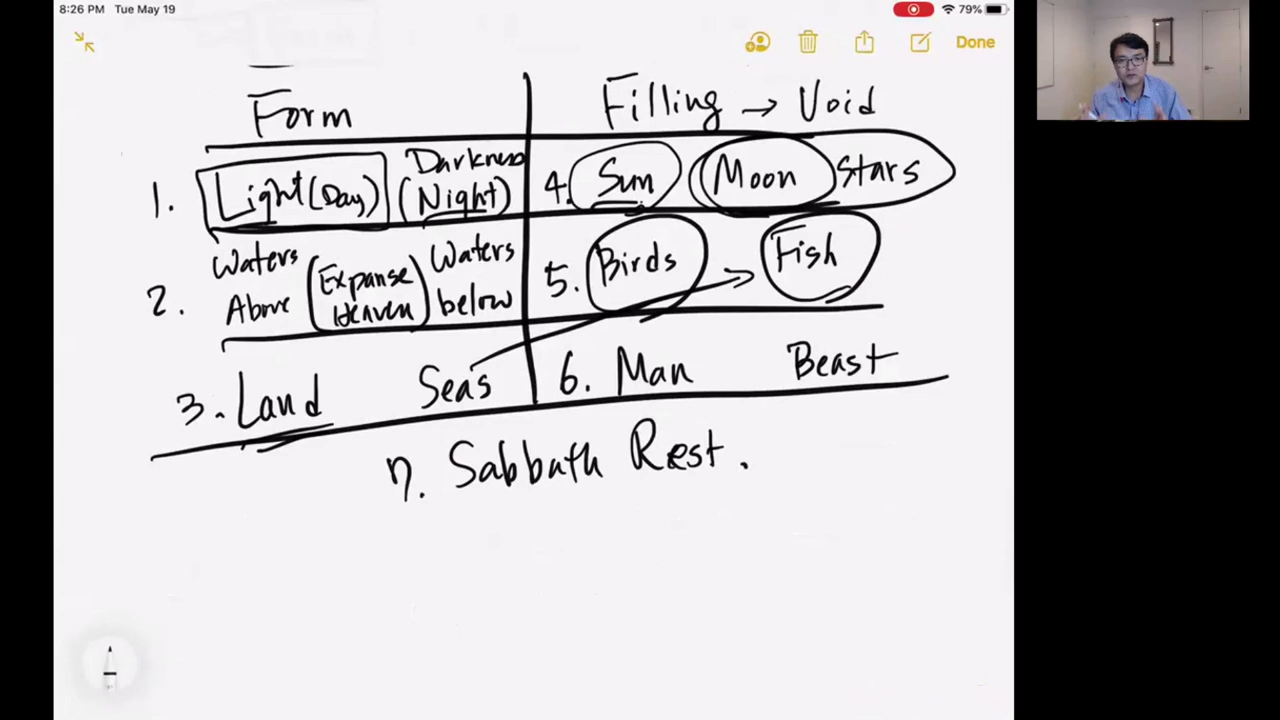 8:26 PM Tue May 19
79%
Done
Form Filling → Void
1. Light (Day) Darkness (Night) 4. Sun Moon Stars
2. Waters Above (Expanse Heaven) Waters below 5. Birds Fish
3. Land Seas 6. Man Beast
7. Sabbath Rest.